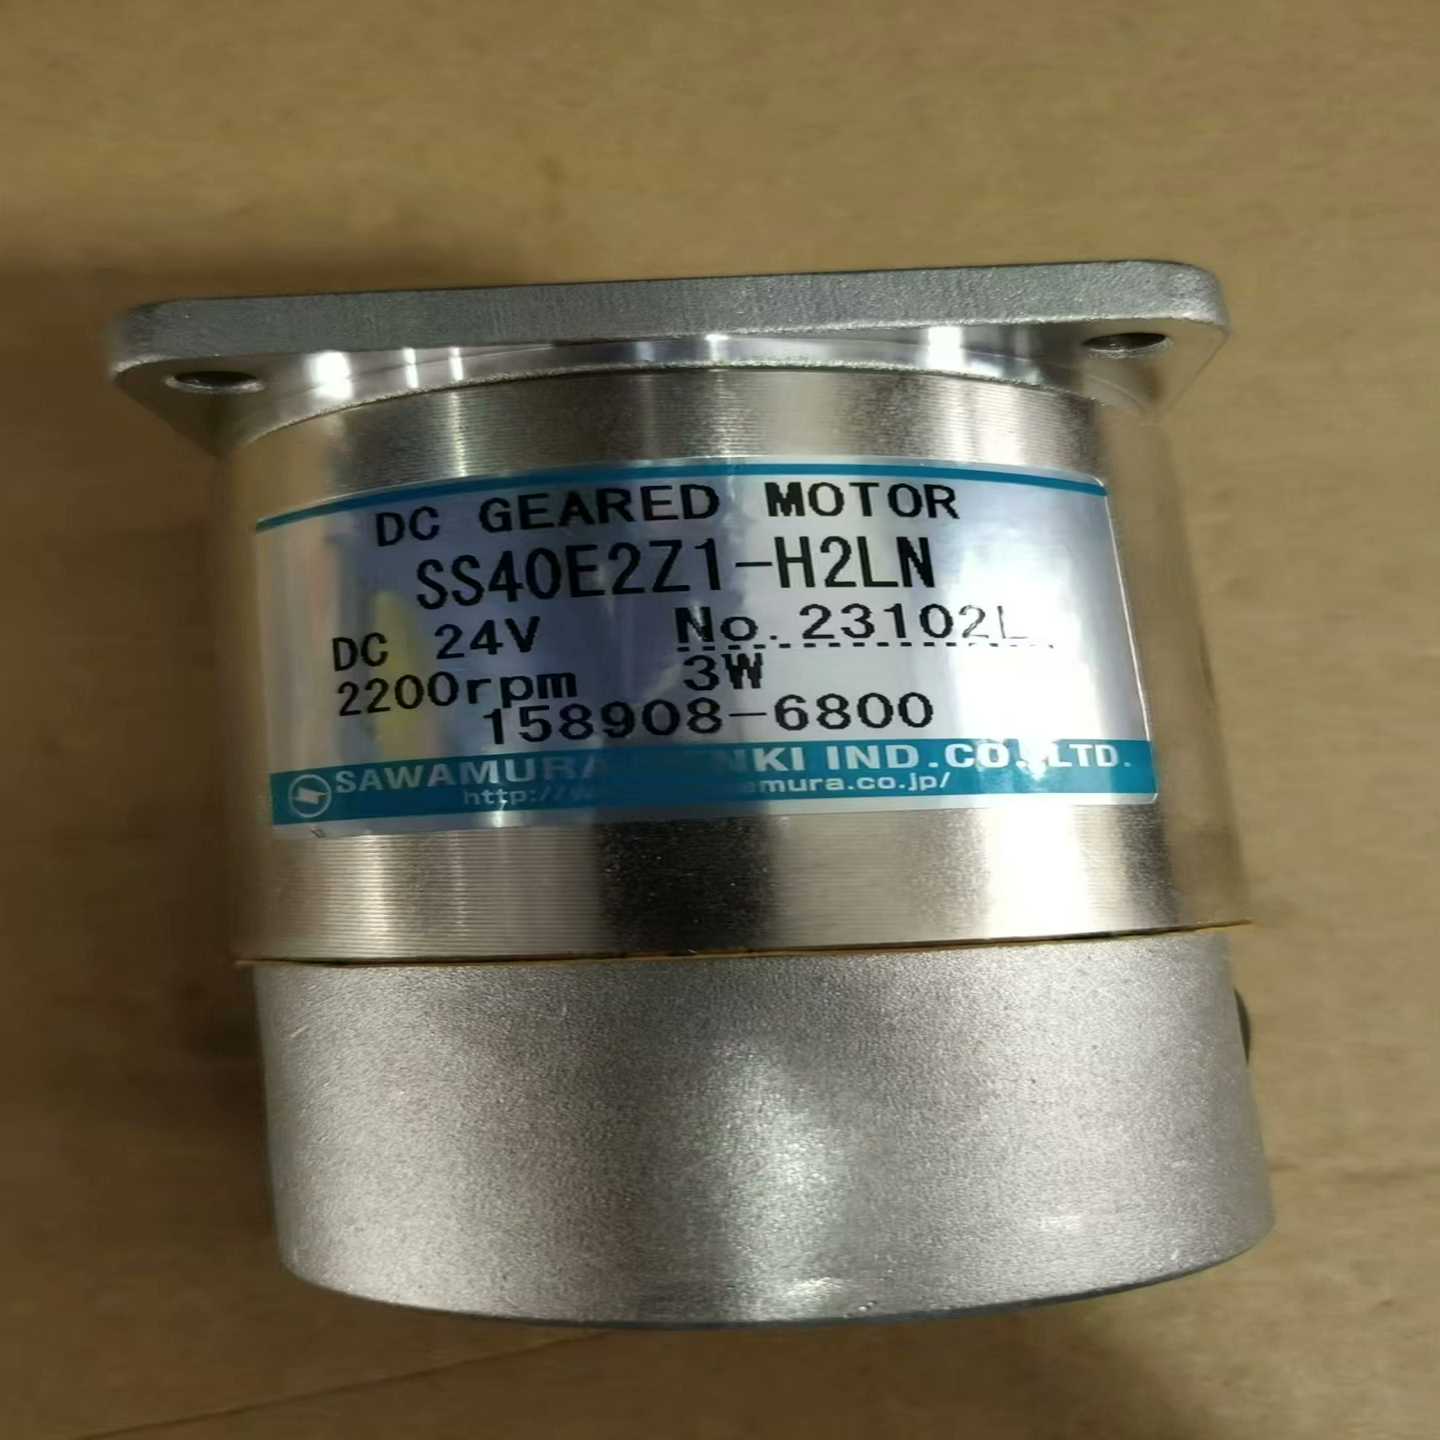 DC GEARED MOTOR
SS40E2Z1-H2LN
DC 24V No. 23102L
2200rpm 3W
158908-6800
SAWAMURA IND.CO.,LTD.